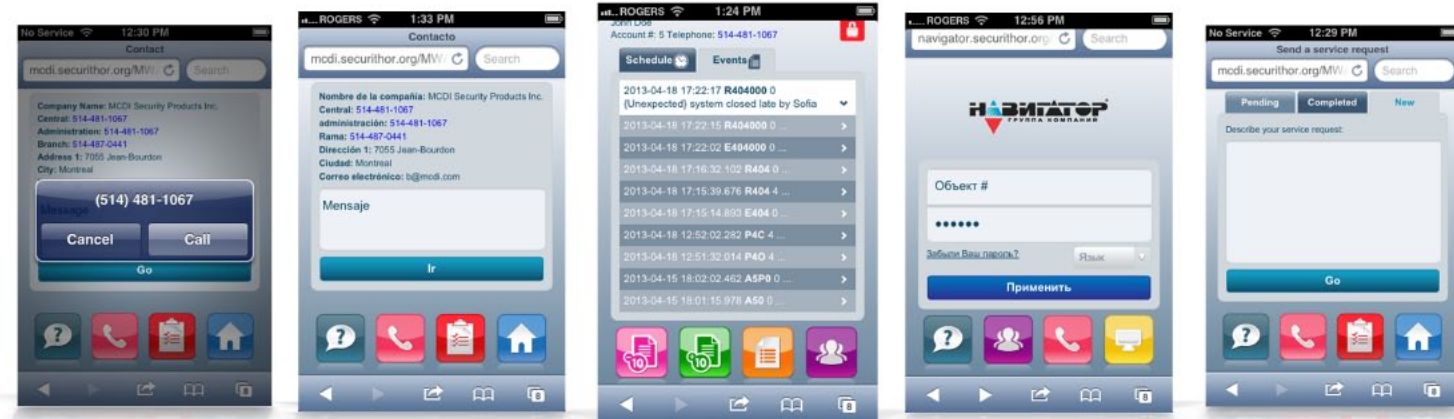 No Service 12:30 PM
Contact
mcdi.securithor.org/MW/ Search
Company Name: MCDI Security Products Inc.
Central: 514-481-1067
Administration: 514-481-1067
Branch: 514-487-0441
Address 1: 7055 Jean-Bourdon
City: Montreal
(514) 481-1067
Message
Cancel Call
Go
?
8
ROGERS 1:33 PM
Contacto
mcdi.securithor.org/MW/ Search
Nombre de la compañia: MCDI Security Products Inc.
Central: 514-481-1067
administración: 514-481-1067
Rama: 514-487-0441
Dirección 1: 7055 Jean-Bourdon
Ciudad: Montreal
Correo electrónico: b@mcdi.com
Mensaje
Ir
?
8
ROGERS 1:24 PM
John Doe
Account #: 5 Telephone: 514-481-1067
Schedule Events
2013-04-18 17:22:17 R404000 0
(Unexpected) system closed late by Sofia
2013-04-18 17:22:15 R404000 0 ...
2013-04-18 17:22:02 E404000 0 ...
2013-04-18 17:16:32.102 R404 0 ...
2013-04-18 17:15:39.676 R404 4 ...
2013-04-18 17:15:14.893 E404 0 ...
2013-04-18 12:52:02.282 P4C 4 ...
2013-04-18 12:51:32.014 P4O 4 ...
2013-04-15 18:02:02.462 A5P0 0 ...
2013-04-15 18:01:15.978 A50 0 ...
10 10
8
ROGERS 12:56 PM
navigator.securithor.org/ Search
НАВИГАТОР
ГРУППА КОМПАНИЙ
Объект #
••••••
Забыли Ваш пароль? Язык
Применить
?
8
No Service 12:29 PM
Send a service request
mcdi.securithor.org/MW/ Search
Pending Completed New
Describe your service request:
Go
?
8